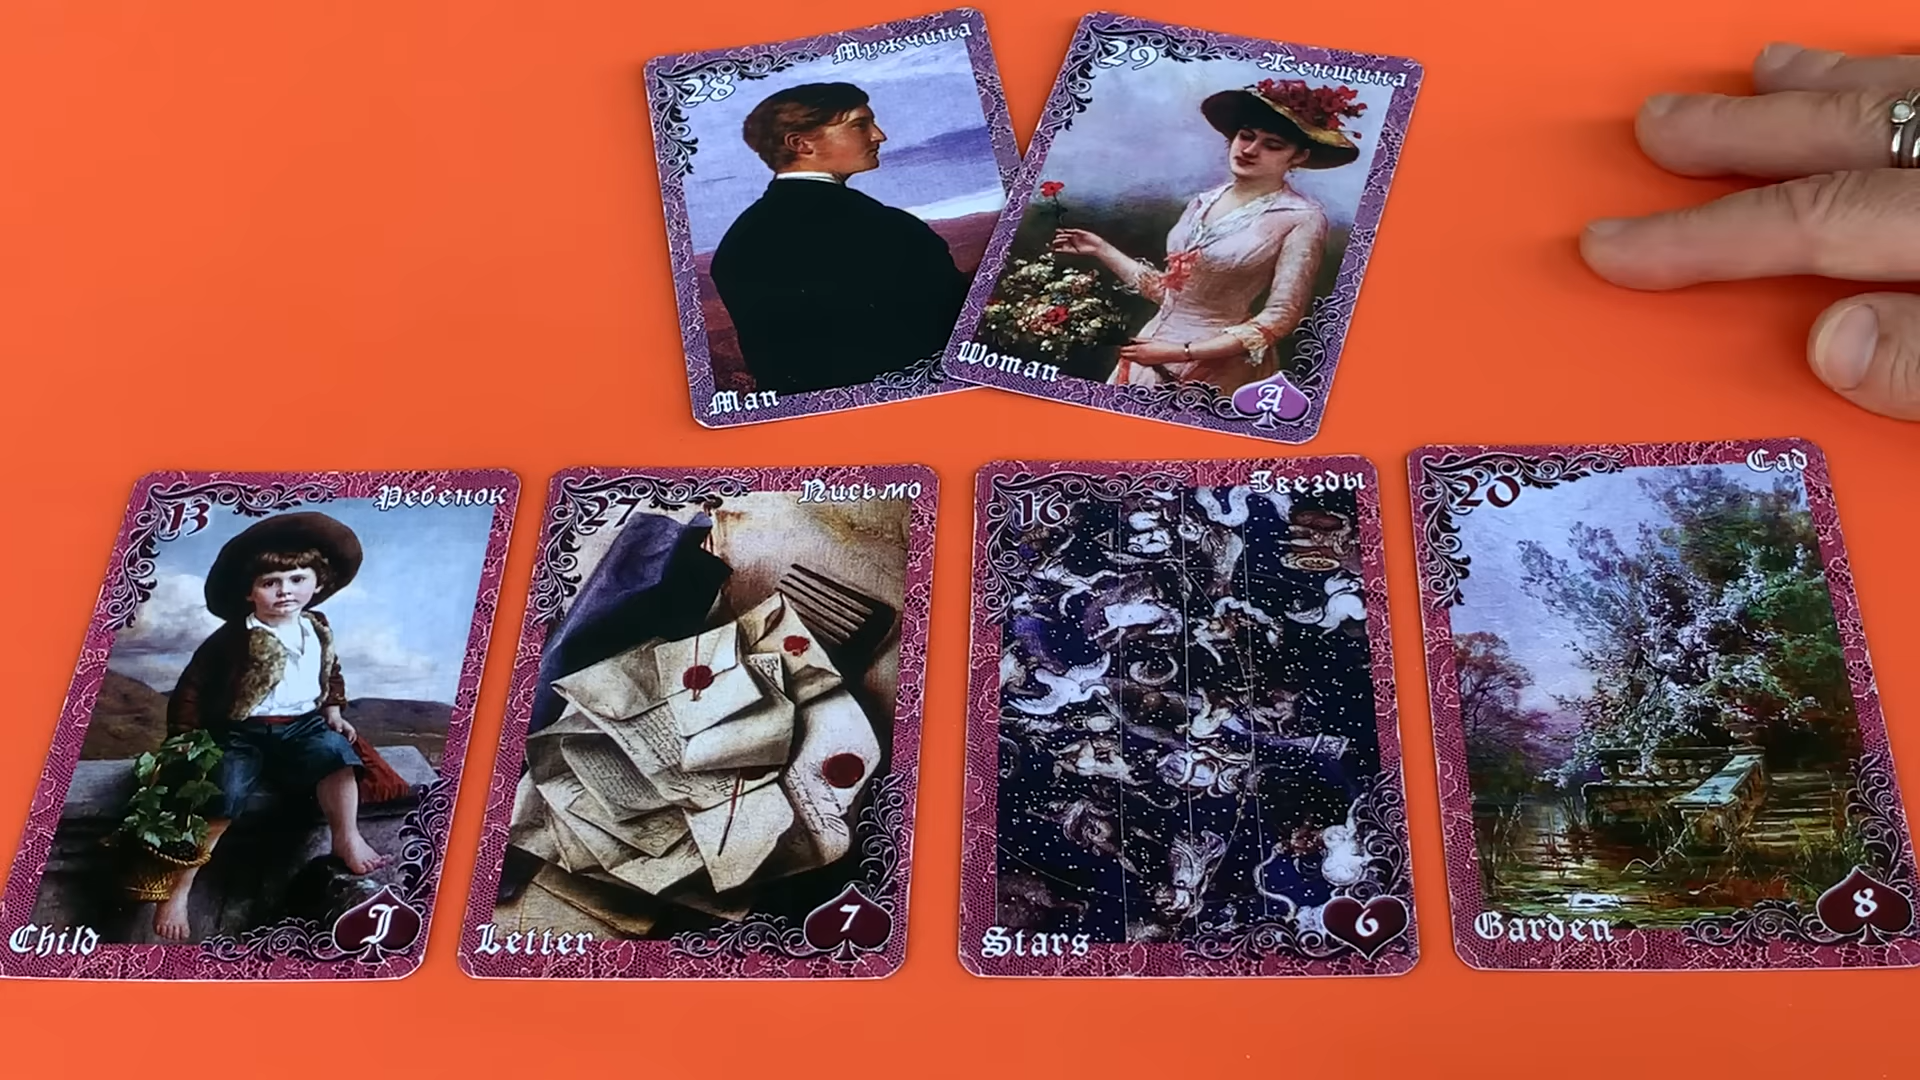 28 Мужчина
Man
29 Женщина
Woman
A
13 Ребенок
Child
J
27 Письмо
Letter
7
16 Звезды
Stars
6
20 Сад
Garden
8